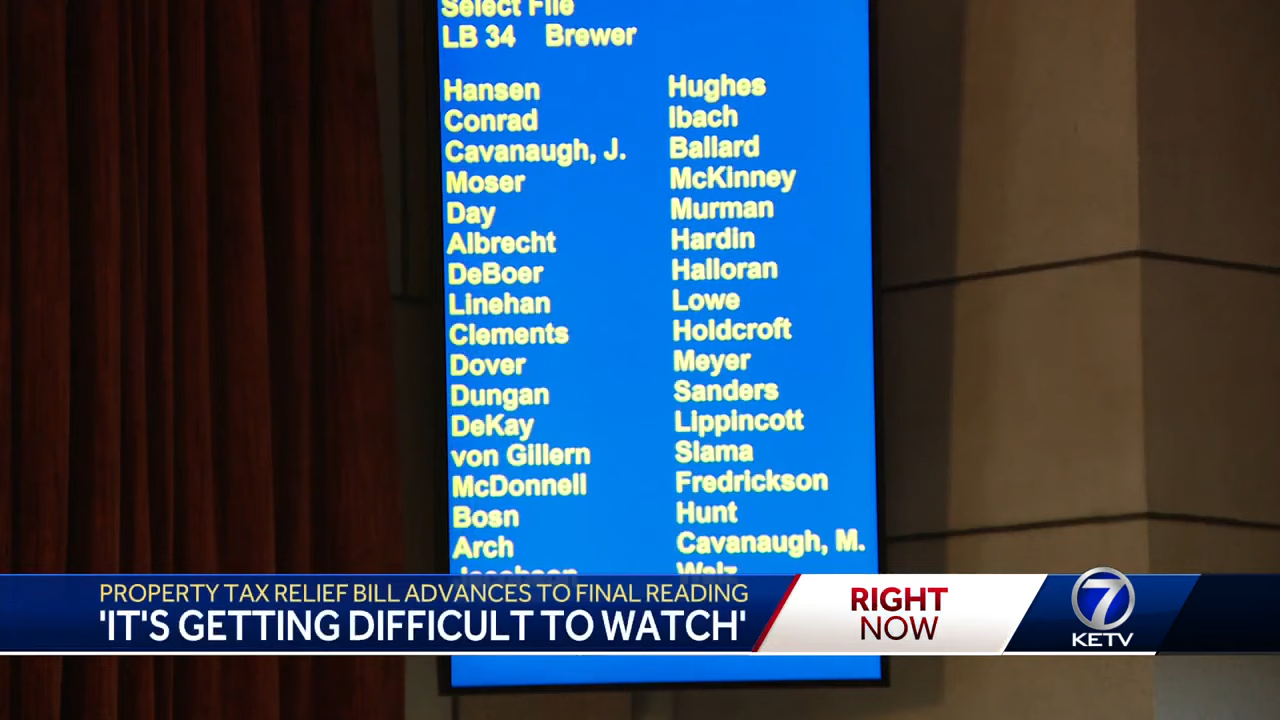 Select File
LB 34 Brewer
Hansen
Conrad
Cavanaugh, J.
Moser
Day
Albrecht
DeBoer
Linehan
Clements
Dover
Dungan
DeKay
von Gillern
McDonnell
Bosn
Arch
Jacobson
Hughes
Ibach
Ballard
McKinney
Murman
Hardin
Halloran
Lowe
Holdcroft
Meyer
Sanders
Lippincott
Slama
Fredrickson
Hunt
Cavanaugh, M.
Walz
PROPERTY TAX RELIEF BILL ADVANCES TO FINAL READING
'IT'S GETTING DIFFICULT TO WATCH'
RIGHT
NOW
7
KETV